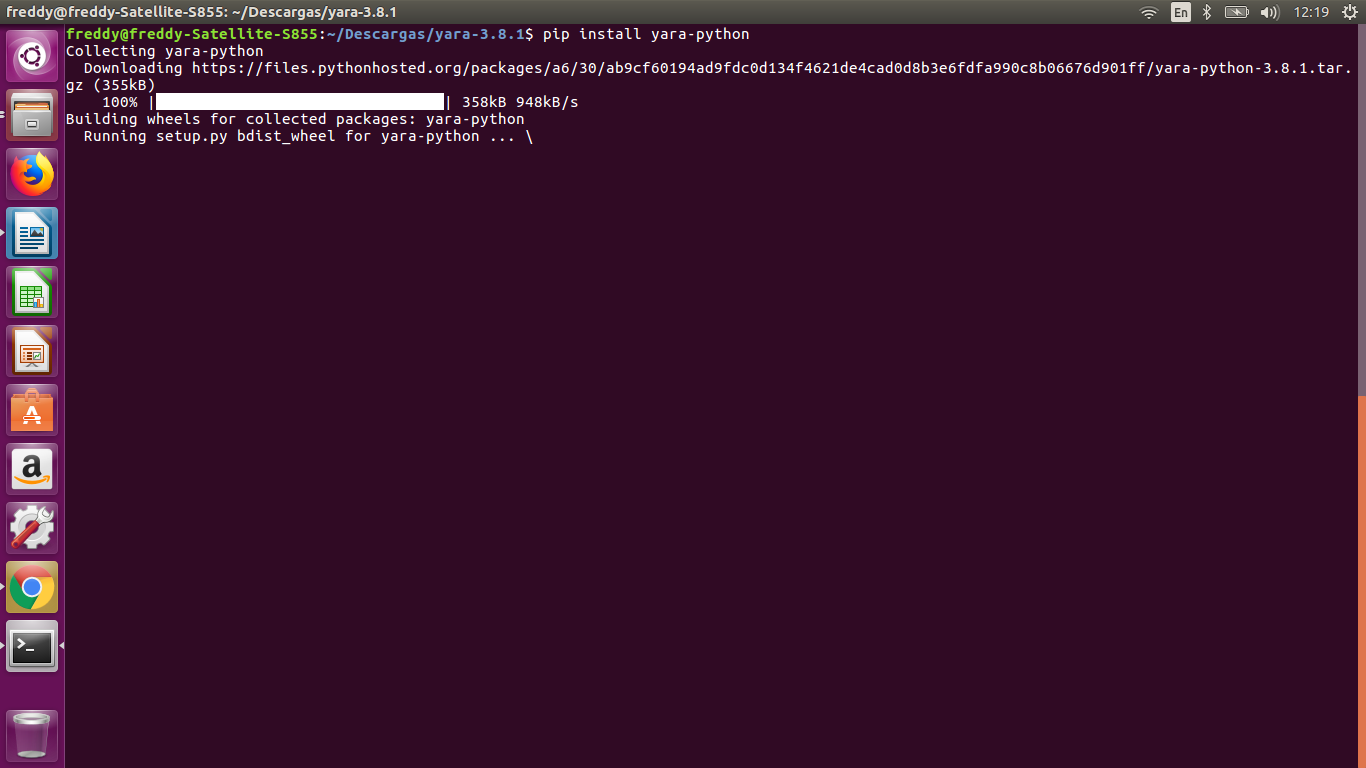 freddy@freddy-Satellite-S855: ~/Descargas/yara-3.8.1
En
12:19
freddy@freddy-Satellite-S855:~/Descargas/yara-3.8.1$ pip install yara-python
Collecting yara-python
  Downloading https://files.pythonhosted.org/packages/a6/30/ab9cf60194ad9fdc0d134f4621de4cad0d8b3e6fdfa990c8b06676d901ff/yara-python-3.8.1.tar.
gz (355kB)
    100% |████████████████████████████████| 358kB 948kB/s
Building wheels for collected packages: yara-python
  Running setup.py bdist_wheel for yara-python ... \
A
a
>_